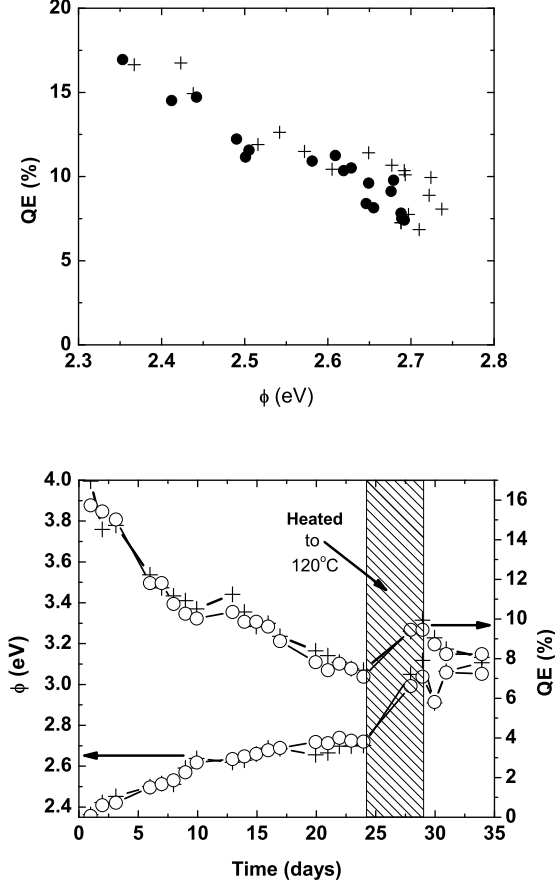 20
15
10
5
0
QE (%)
2.3 2.4 2.5 2.6 2.7 2.8
ϕ (eV)
4.0
3.8
3.6
3.4
3.2
3.0
2.8
2.6
2.4
ϕ (eV)
Heated
to
120°C
16
14
12
10
8
6
4
2
0
QE (%)
0 5 10 15 20 25 30 35
Time (days)